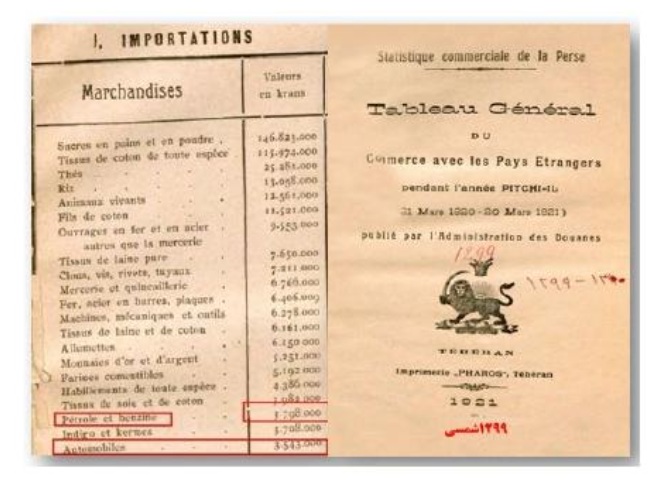 I. IMPORTATIONS
Marchandises
Valeurs
en krans
Sucres en pains et en poudre . 146.823.000
Tissus de coton de toute espèce 115.974.000
Thés 25.281.000
Riz 13.058.000
Animaux vivants 12.561.000
Fils de coton 11.521.000
Ouvrages en fer et en acier 9.553.000
autres que la mercerie
Tissus de laine pure 7.650.000
Clous, vis, rivets, tuyaux 7.211.000
Mercerie et quincaillerie 6.766.000
Fer, acier en barres, plaques . 6.406.009
Machines, mécaniques et outils 6.278.000
Tissus de laine et de coton 6.161.000
Allumettes 6.150.000
Monnaies d'or et d'argent 5.251.000
Farines comestibles 5.192.000
Habillements de toute espèce . 4.386.000
Tissus de soie et de coton 3.982.000
Pétrole et benzine 3.798.000
Indigo et kermès 3.708.000
Automobiles 3.543.000
Statistique commerciale de la Perse
Tableau Général
DU
Commerce avec les Pays Etrangers
pendant l'année PITCHI-IL
21 Mars 1920-20 Mars 1921)
publié par l'Administration des Douanes
1299
۱۲۹۹-۱۳۰۰
TÉHÉRAN
Imprimerie „PHAROS“, Téhéran
1921
۱۲۹۹شمسی